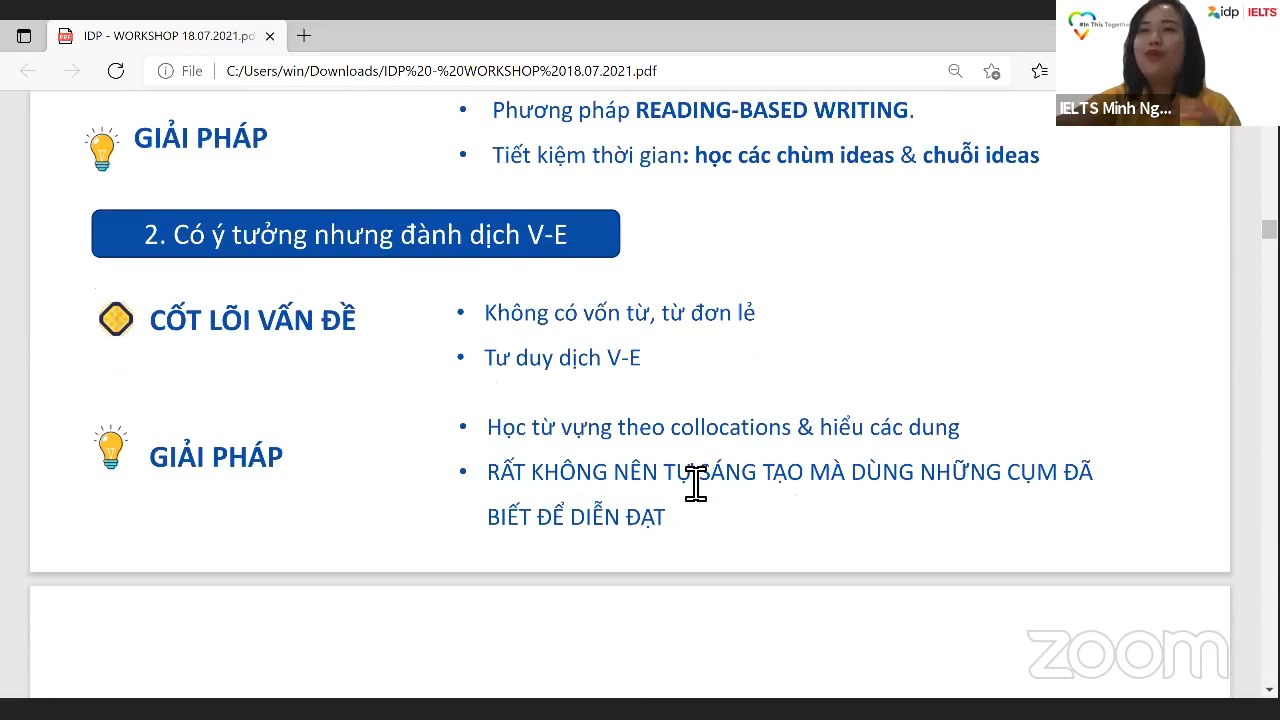 IDP - WORKSHOP 18.07.2021.pd
File
C:/Users/win/Downloads/IDP%20-%20WORKSHOP%2018.07.2021.pdf
#In This Together
idp IELTS
IELTS Minh Ng...
GIẢI PHÁP
• Phương pháp READING-BASED WRITING.
• Tiết kiệm thời gian: học các chùm ideas & chuỗi ideas
2. Có ý tưởng nhưng đành dịch V-E
CỐT LÕI VẤN ĐỀ
• Không có vốn từ, từ đơn lẻ
• Tư duy dịch V-E
GIẢI PHÁP
• Học từ vựng theo collocations & hiểu các dung
• RẤT KHÔNG NÊN TỰ SÁNG TẠO MÀ DÙNG NHỮNG CỤM ĐÃ
BIẾT ĐỂ DIỄN ĐẠT
zoom